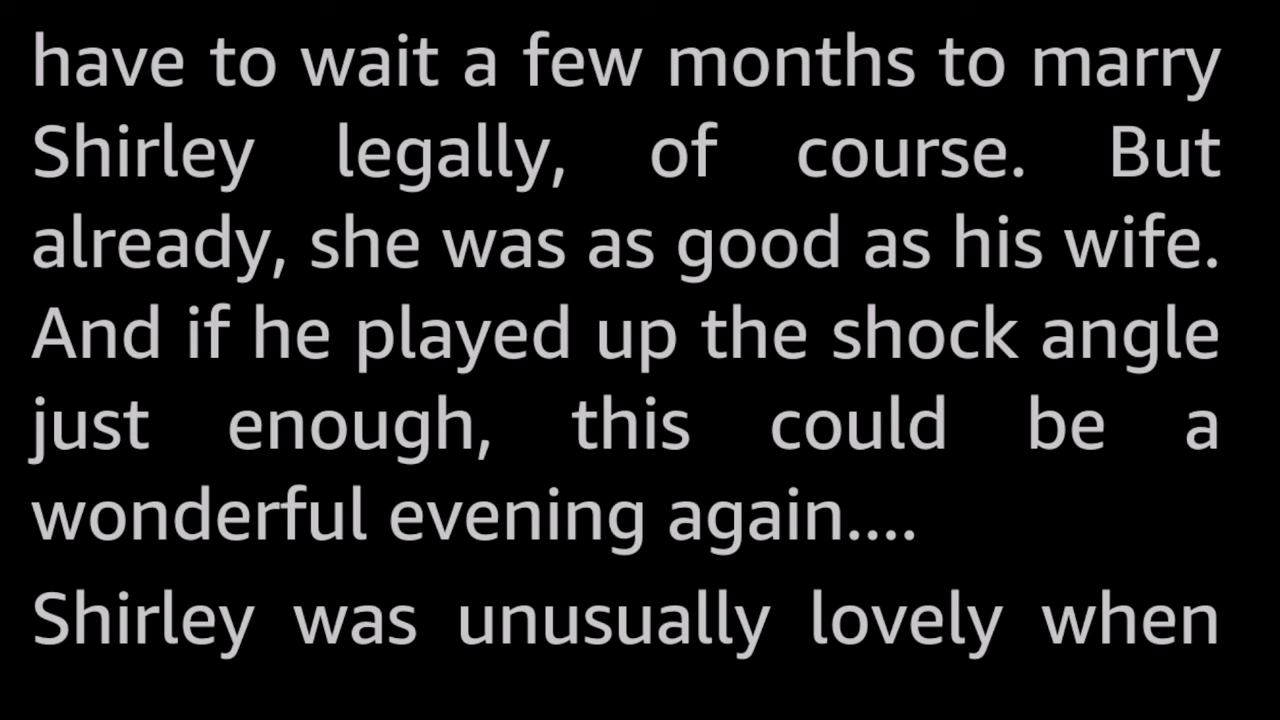 have to wait a few months to marry
Shirley legally, of course. But
already, she was as good as his wife.
And if he played up the shock angle
just enough, this could be a
wonderful evening again....
Shirley was unusually lovely when